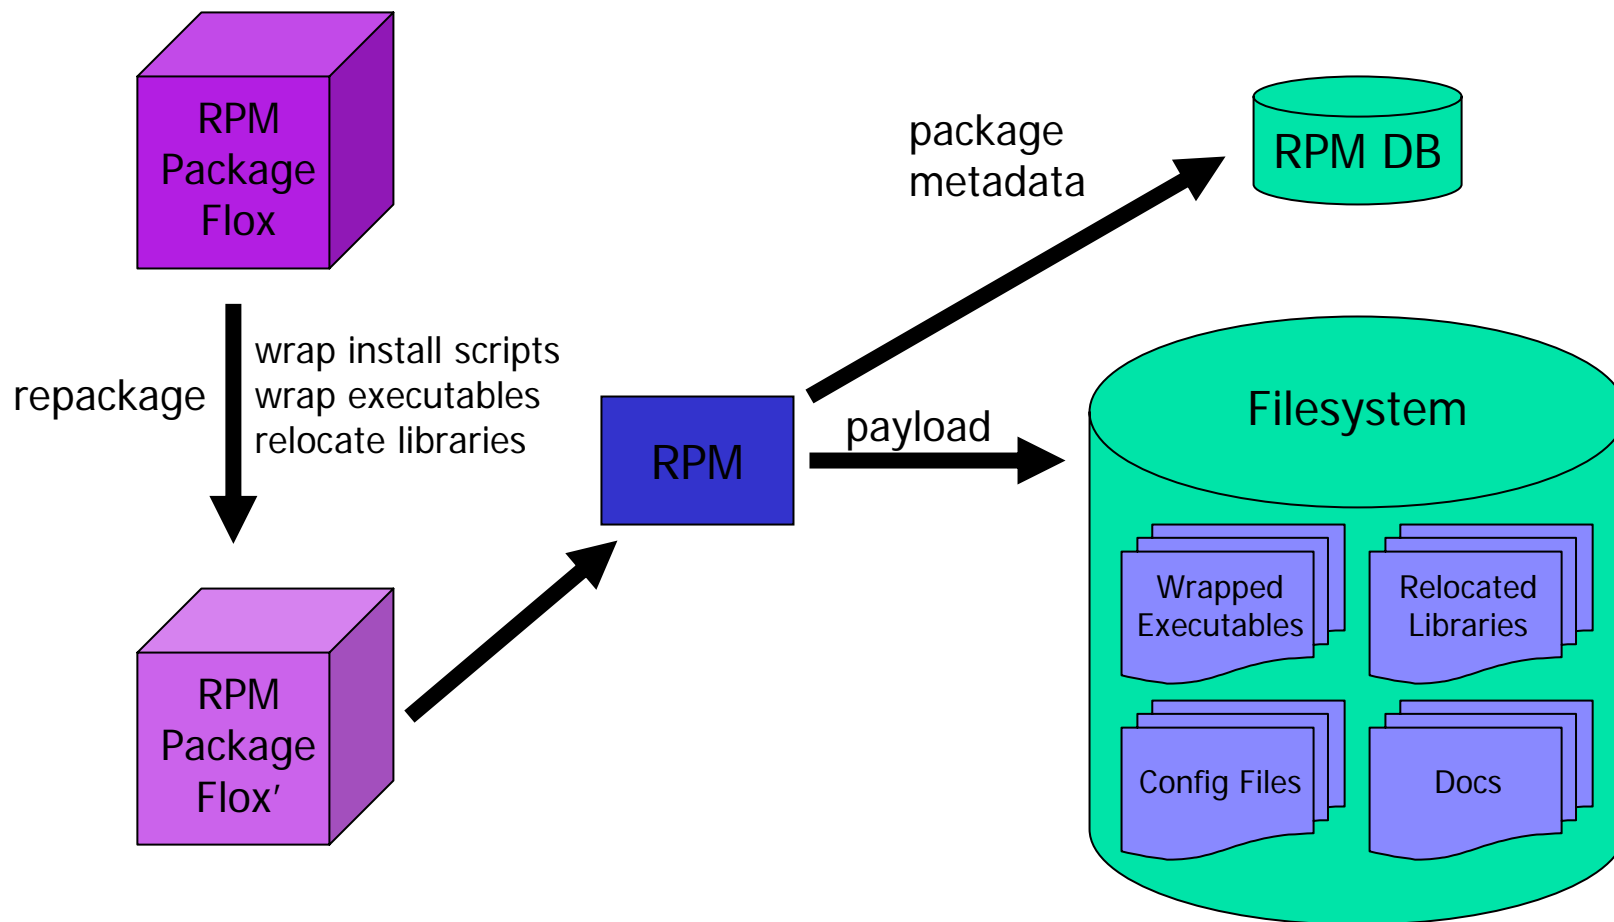 RPM
Package
Flox
repackage
wrap install scripts
wrap executables
relocate libraries
RPM
Package
Flox’
RPM
package
metadata
payload
RPM DB
Filesystem
Wrapped
Executables
Relocated
Libraries
Config Files
Docs